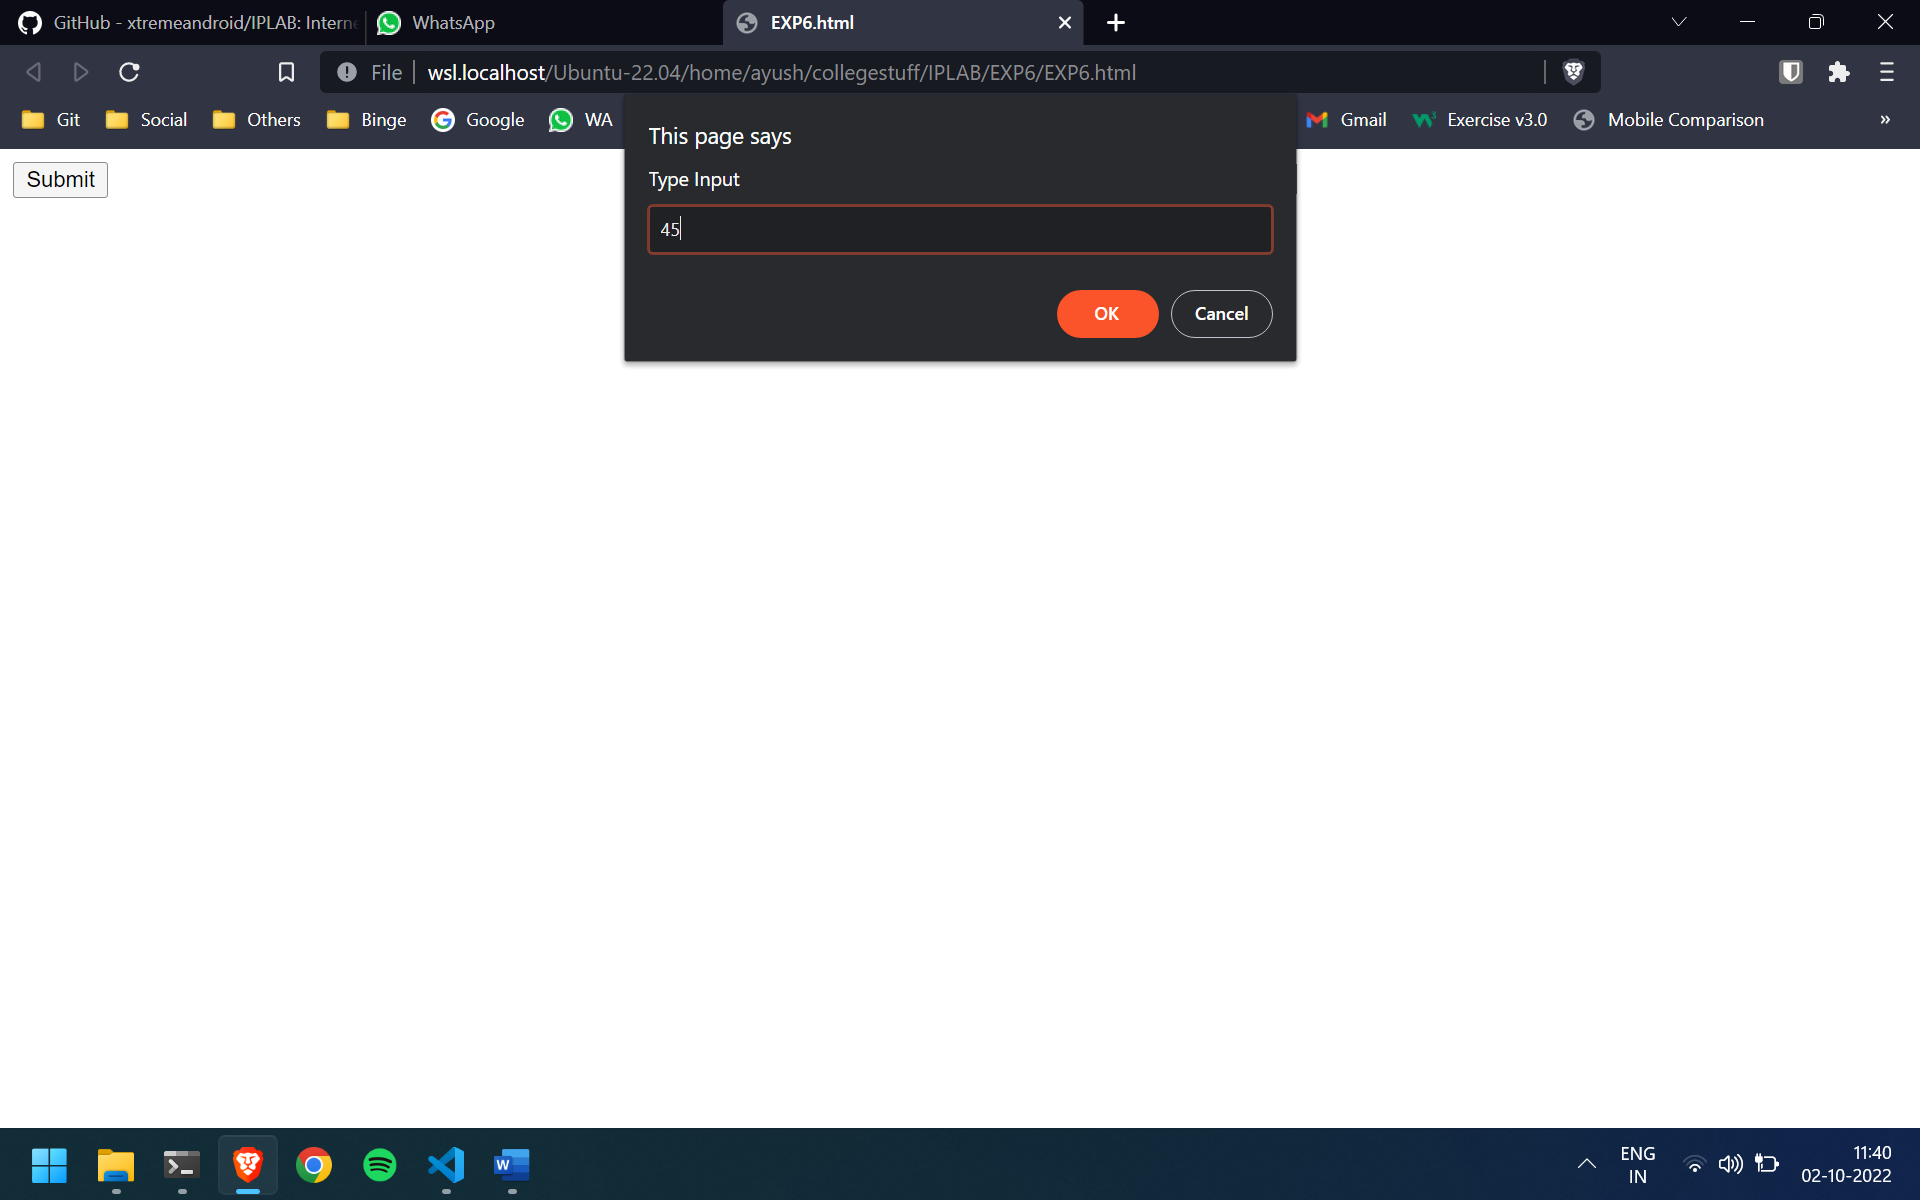 GitHub - xtremeandroid/IPLAB: Interne
WhatsApp
EXP6.html
File
wsl.localhost/Ubuntu-22.04/home/ayush/collegestuff/IPLAB/EXP6/EXP6.html
Git
Social
Others
Binge
Google
WA
Gmail
Exercise v3.0
Mobile Comparison
»
This page says
Type Input
45
OK
Cancel
Submit
ENG
IN
11:40
02-10-2022